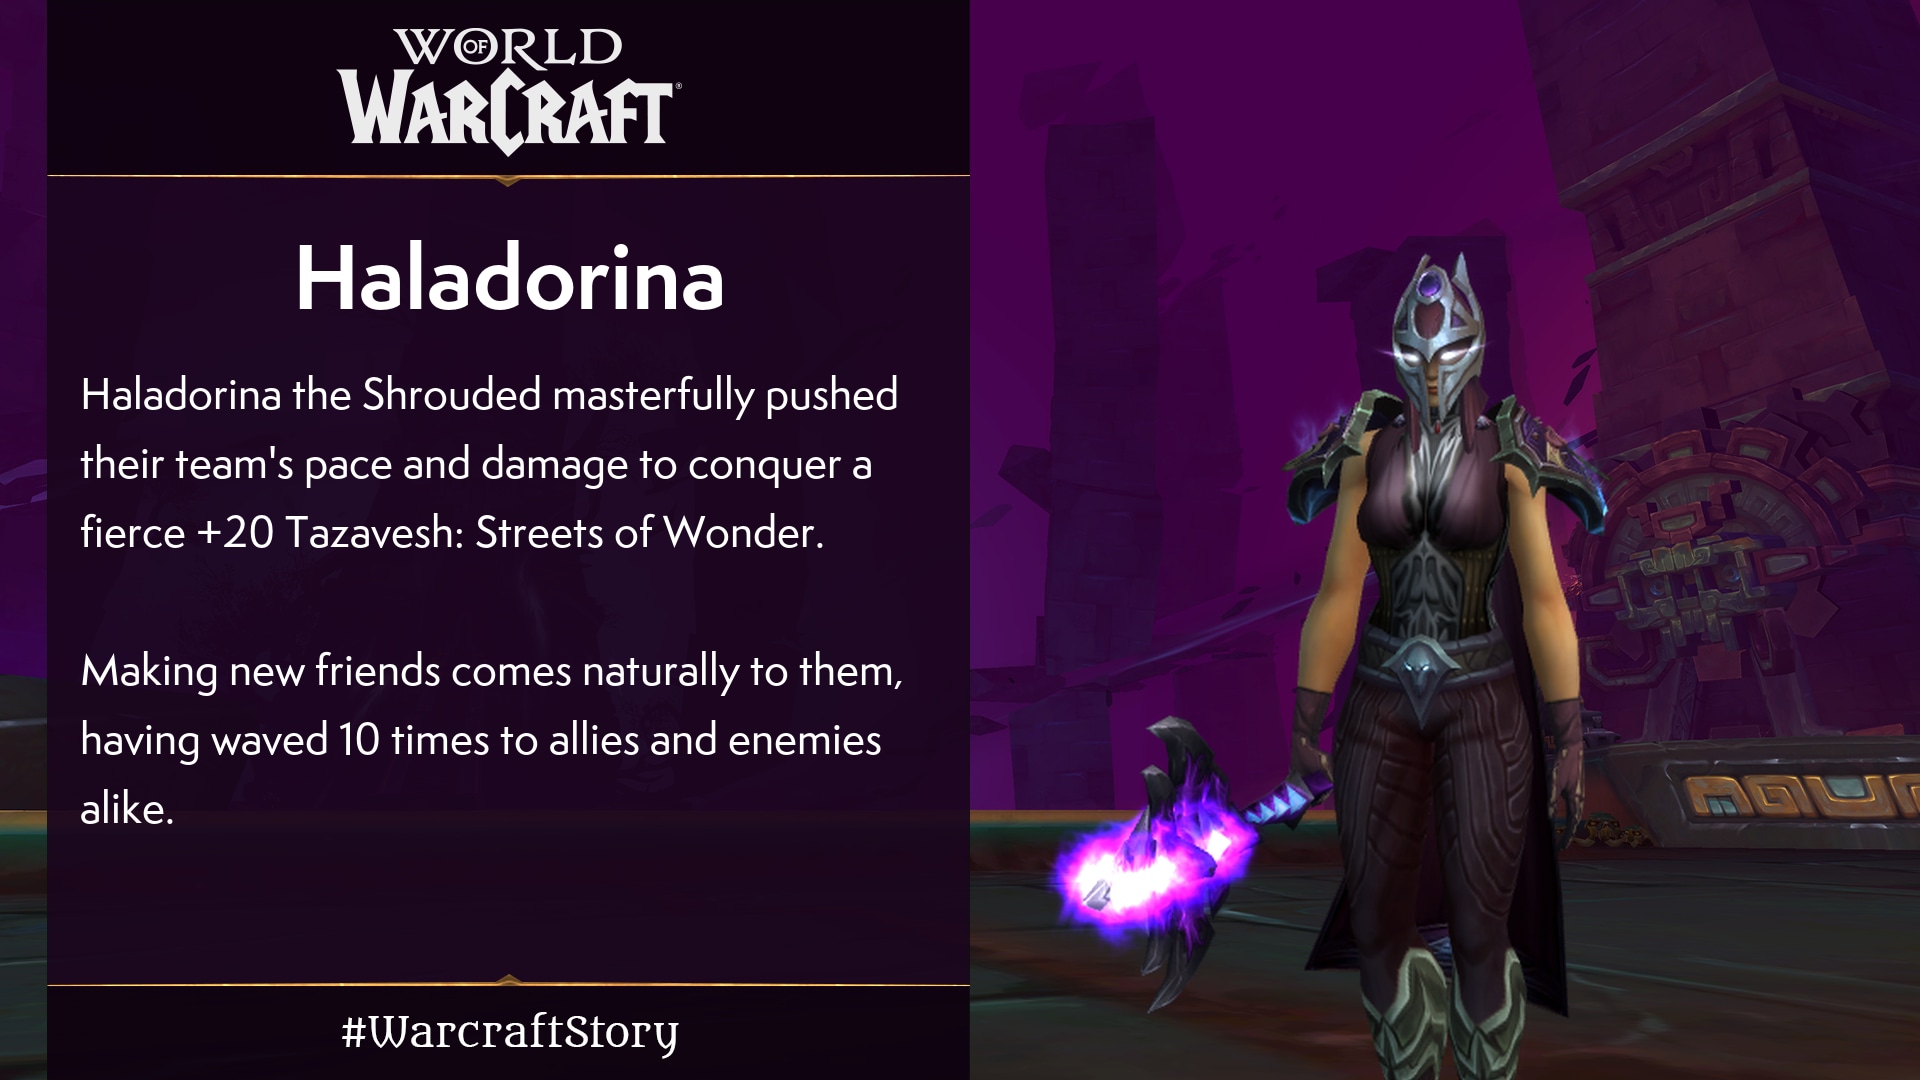 WORLD OF
WARCRAFT®
Haladorina
Haladorina the Shrouded masterfully pushed
their team's pace and damage to conquer a
fierce +20 Tazavesh: Streets of Wonder.
Making new friends comes naturally to them,
having waved 10 times to allies and enemies
alike.
#WarcraftStory